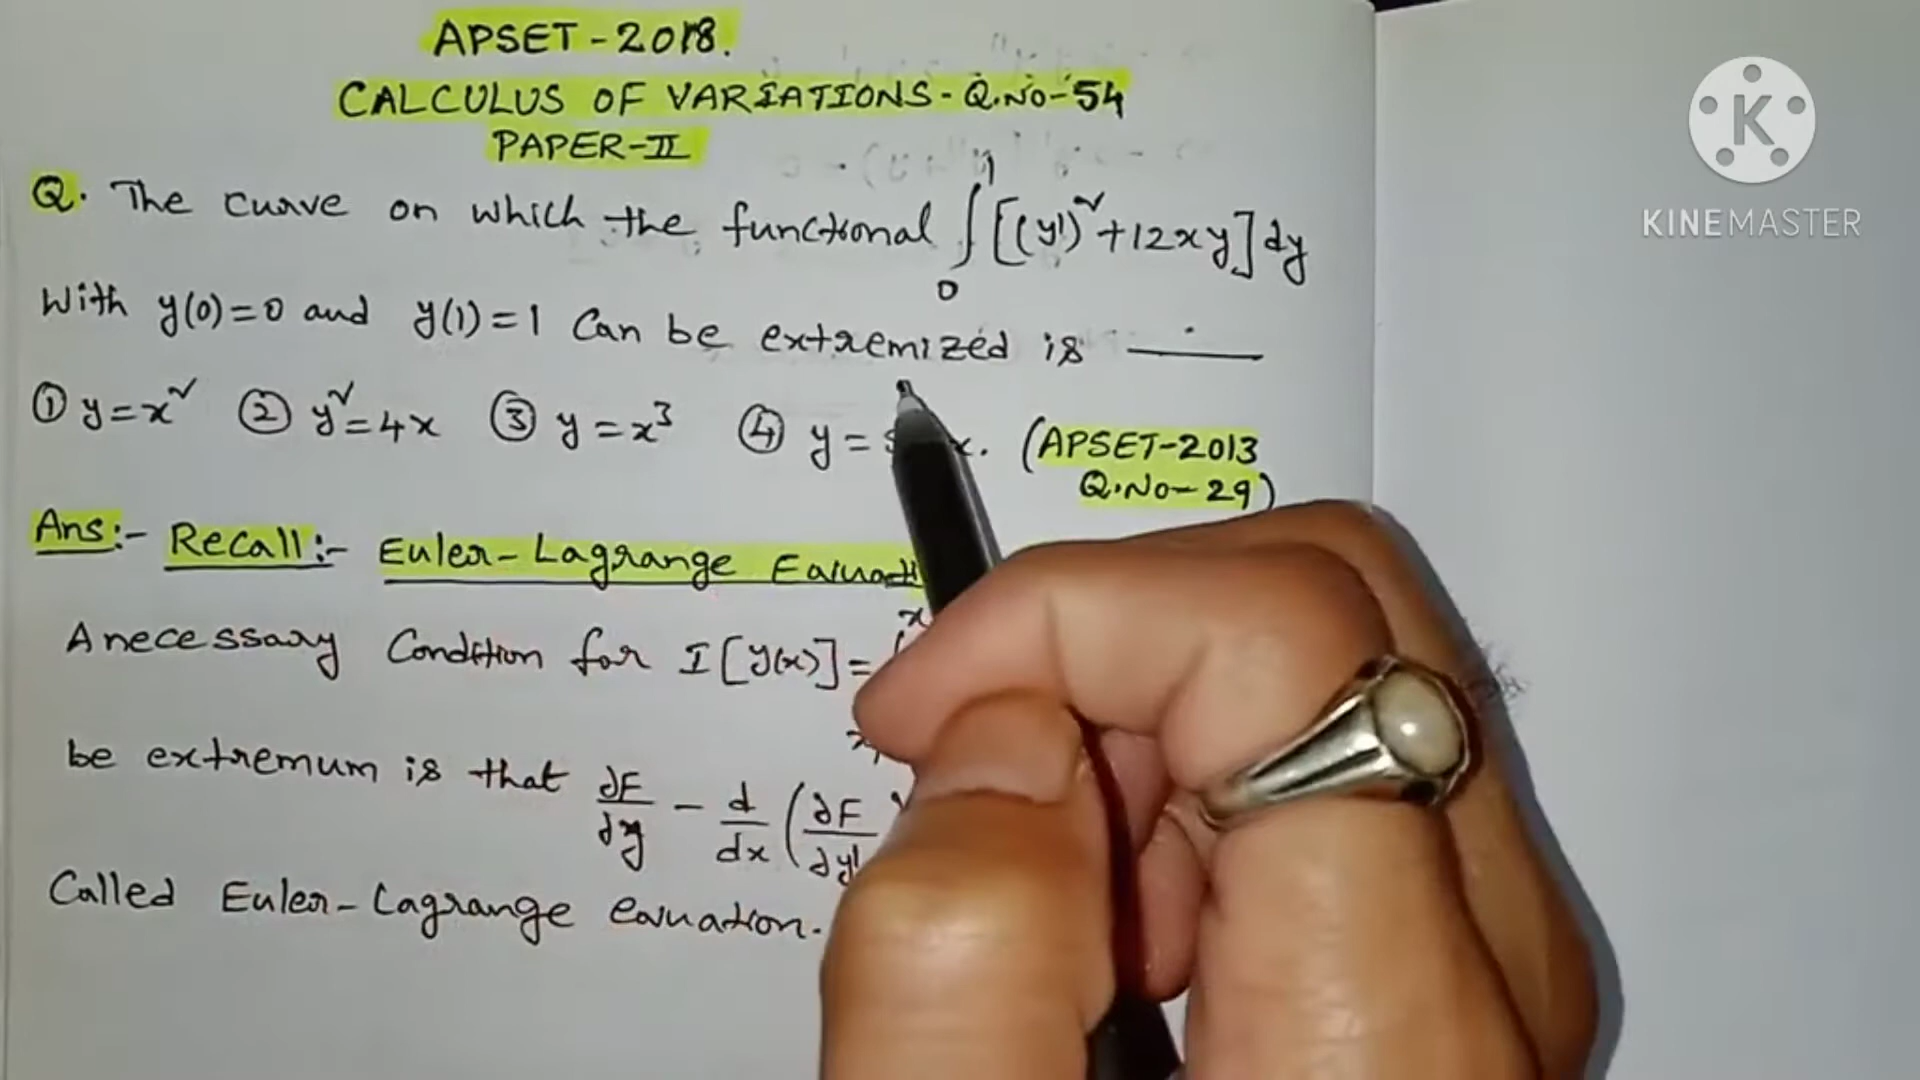 APSET-2018.
CALCULUS OF VARIATIONS-Q.NO-54
PAPER-II
Q. The curve on which the functional ∫₀¹ [(y')² + 12xy] dy
With y(0)=0 and y(1)=1 Can be extremized is ———
① y=x² ② y²=4x ③ y=x³ ④ y= x. (APSET-2013
Q.No-29)
Ans:- Recall:- Euler-Lagrange
A necessary Condition for I[y(x)]=
be extremum is that ∂F/∂y - d/dx (∂F/∂y'
Called Euler-Lagrange equation.
K
KINEMASTER